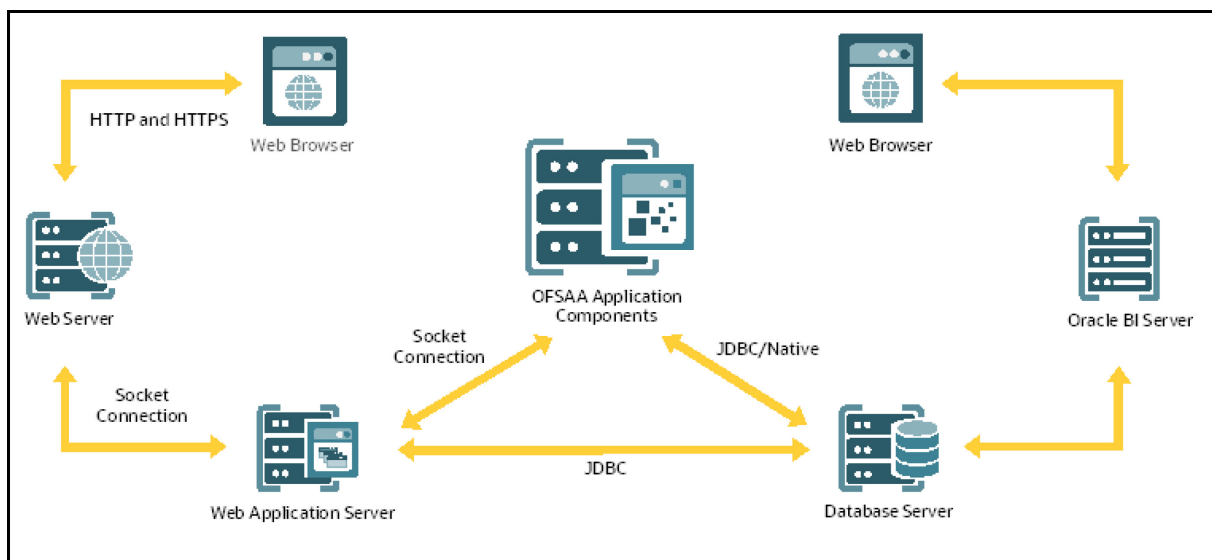 HTTP and HTTPS
Web Browser
Web Browser
Web Server
OFSAA Application
Components
Oracle BI Server
Socket
Connection
JDBC/Native
Socket
Connection
JDBC
Web Application Server
Database Server